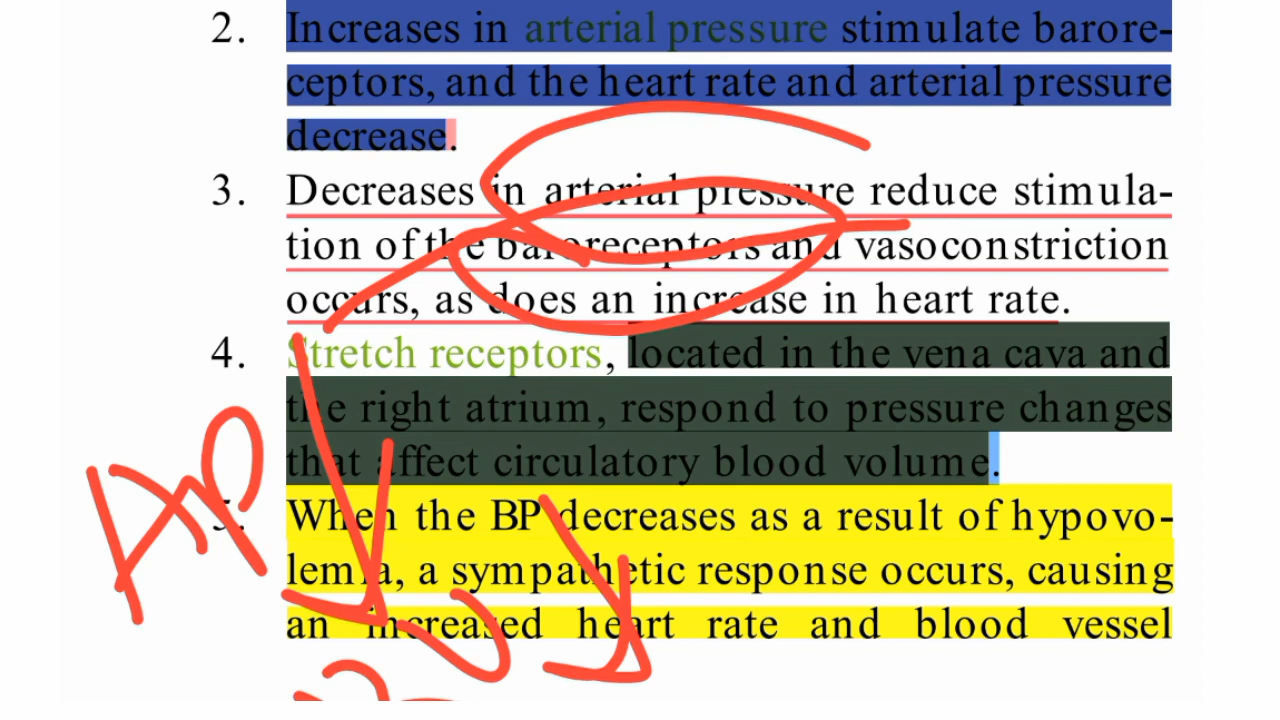 2. Increases in arterial pressure stimulate barore-
ceptors, and the heart rate and arterial pressure
decrease.
3. Decreases in arterial pressure reduce stimula-
tion of the baroreceptors and vasoconstriction
occurs, as does an increase in heart rate.
4. Stretch receptors, located in the vena cava and
the right atrium, respond to pressure changes
that affect circulatory blood volume.
5. When the BP decreases as a result of hypovo-
lemia, a sympathetic response occurs, causing
an increased heart rate and blood vessel
AP